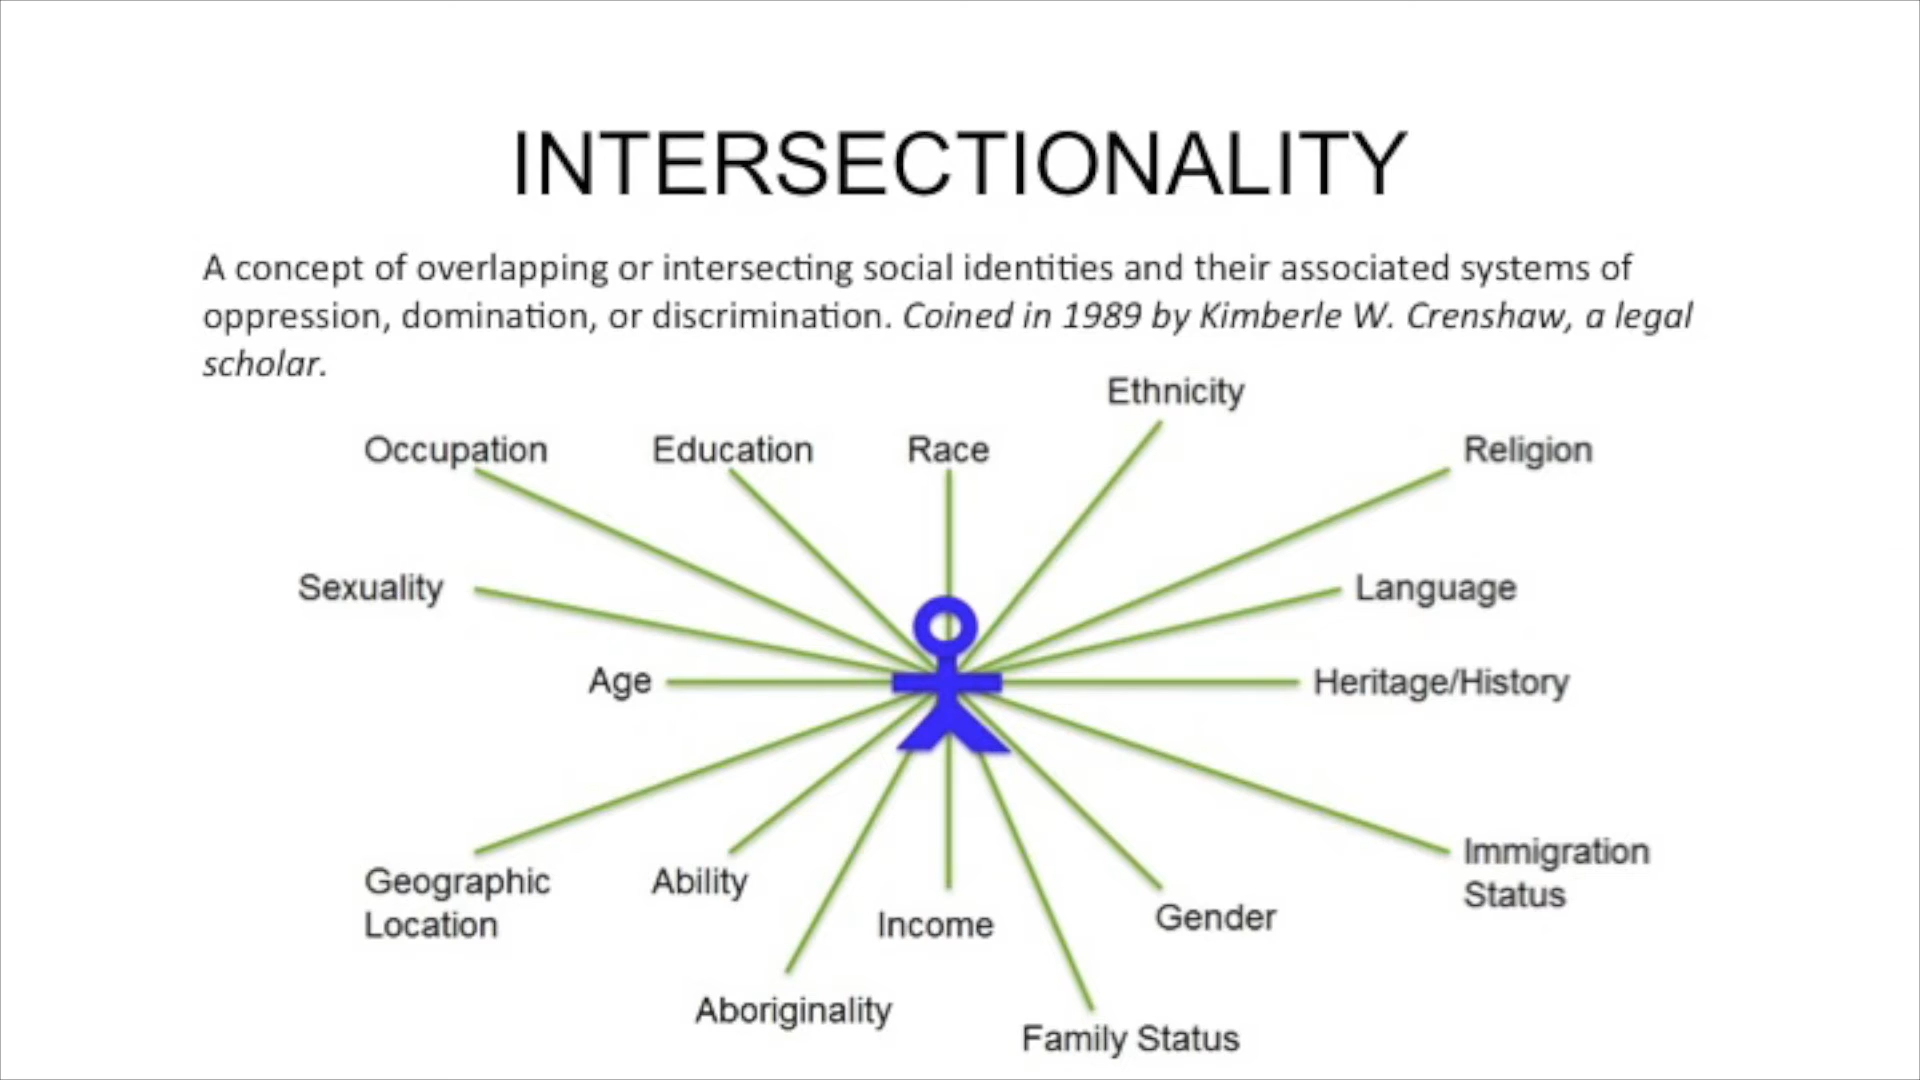 INTERSECTIONALITY
A concept of overlapping or intersecting social identities and their associated systems of
oppression, domination, or discrimination. Coined in 1989 by Kimberle W. Crenshaw, a legal
scholar.
Ethnicity
Occupation
Education
Race
Religion
Sexuality
Language
Age
Heritage/History
Geographic
Location
Ability
Income
Gender
Immigration
Status
Aboriginality
Family Status